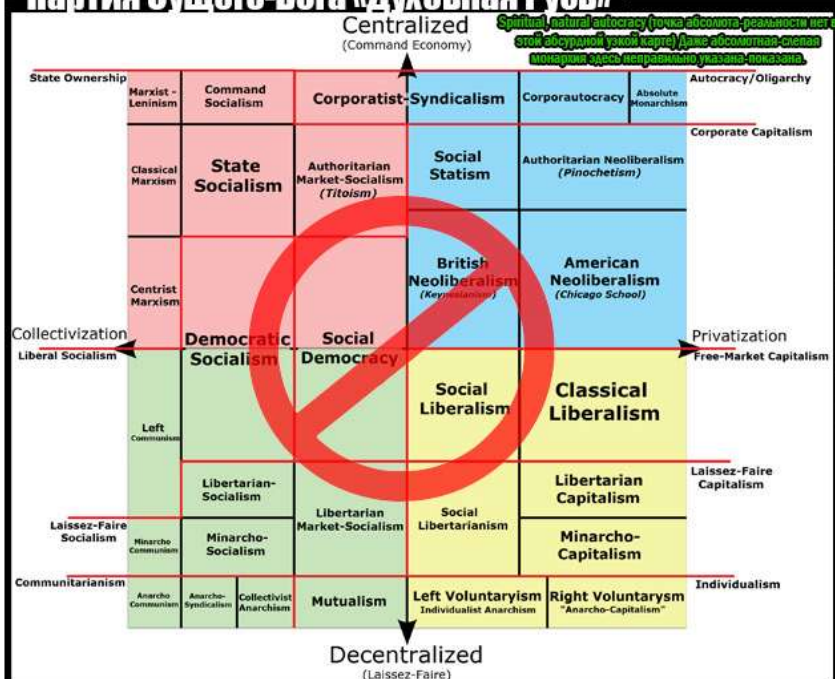 Партия Сущего-Бога «Духовная Русь»
Centralized
(Command Economy)
Spiritual, natural autocracy (точка абсолюта-реальности нет в
этой абсурдной узкой карте) Даже абсолютная-слепая
монархия здесь неправильно указана-показана.
State Ownership
Autocracy/Oligarchy
Marxist -
Leninism
Command
Socialism
Corporatist-Syndicalism
Corporautocracy
Absolute
Monarchism
Corporate Capitalism
Classical
Marxism
State
Socialism
Authoritarian
Market-Socialism
(Titoism)
Social
Statism
Authoritarian Neoliberalism
(Pinochetism)
Centrist
Marxism
British
Neoliberalism
(Keynesianism)
American
Neoliberalism
(Chicago School)
Collectivization
Privatization
Liberal Socialism
Free-Market Capitalism
Democratic
Socialism
Social
Democracy
Left
Communism
Social
Liberalism
Classical
Liberalism
Laissez-Faire
Capitalism
Libertarian-
Socialism
Libertarian
Market-Socialism
Social
Libertarianism
Libertarian
Capitalism
Laissez-Faire
Socialism
Minarcho
Communism
Minarcho-
Socialism
Minarcho-
Capitalism
Communitarianism
Individualism
Anarcho
Communism
Anarcho-
Syndicalism
Collectivist
Anarchism
Mutualism
Left Voluntaryism
Individualist Anarchism
Right Voluntarysm
"Anarcho-Capitalism"
Decentralized
(Laissez-Faire)